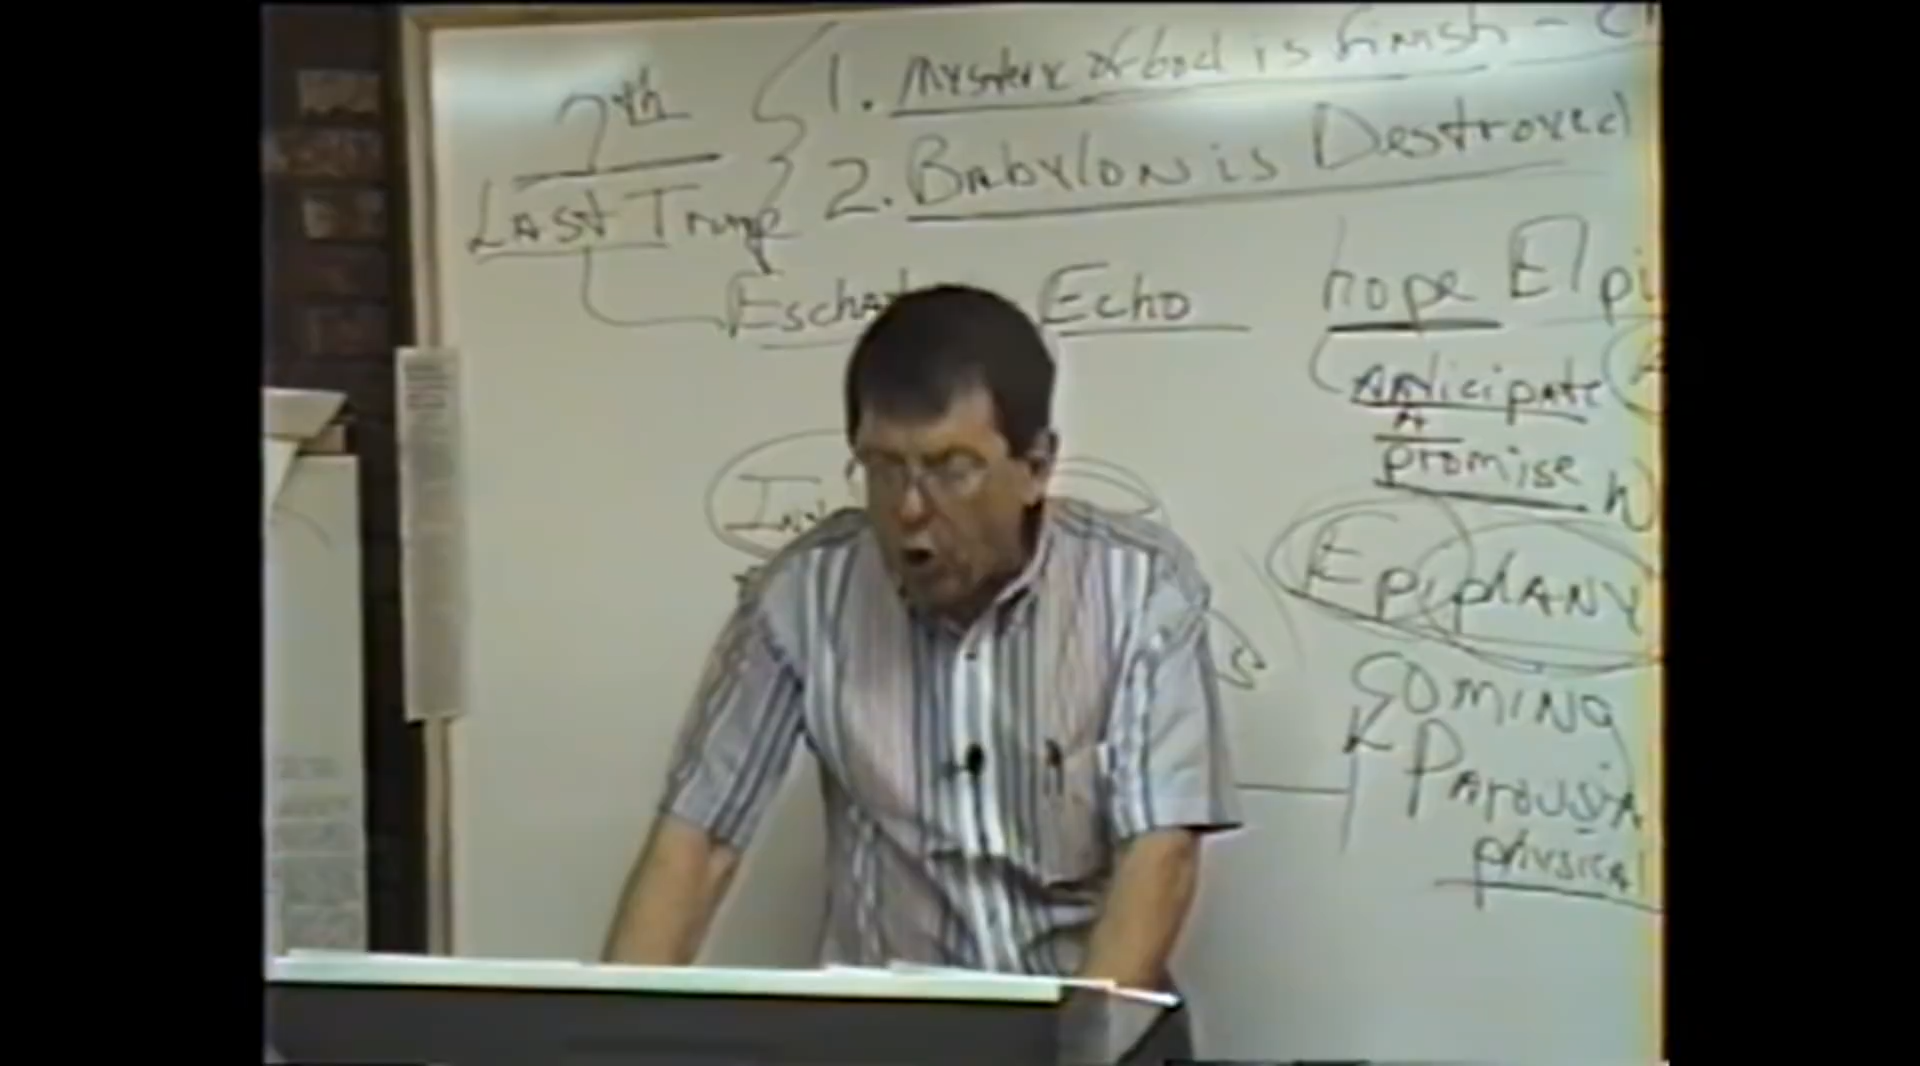 7th
Last Trump
1. Mystery of God is finish -
2. Babylon is Destroyed
Echo
hope Elpi
Anticipate
A
promise
Epiphany
Coming
Parousia
physical